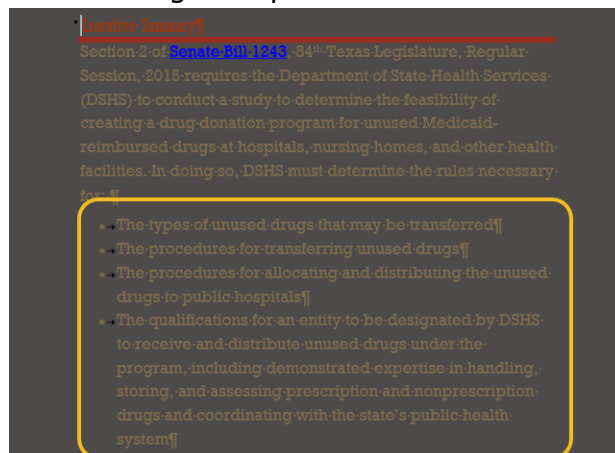 Executive Summary¶
Section 2 of Senate Bill 1243, 84th Texas Legislature, Regular
Session, 2015 requires the Department of State Health Services
(DSHS) to conduct a study to determine the feasibility of
creating a drug donation program for unused Medicaid-
reimbursed drugs at hospitals, nursing homes, and other health
facilities. In doing so, DSHS must determine the rules necessary
for: ¶
• The types of unused drugs that may be transferred¶
• The procedures for transferring unused drugs¶
• The procedures for allocating and distributing the unused
drugs to public hospitals¶
• The qualifications for an entity to be designated by DSHS
to receive and distribute unused drugs under the
program, including demonstrated expertise in handling,
storing, and assessing prescription and nonprescription
drugs and coordinating with the state's public health
system¶